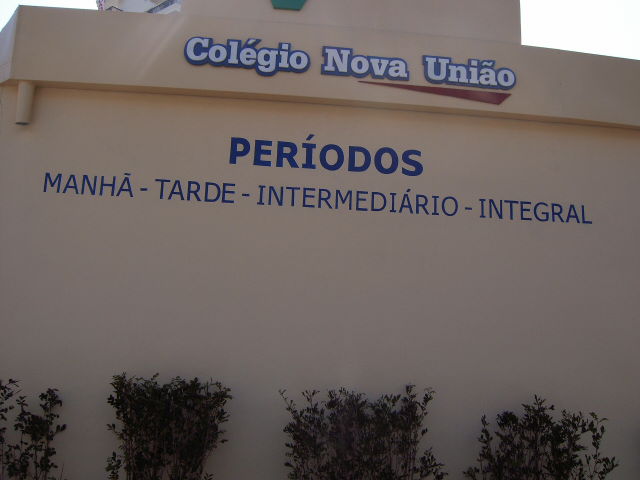 Colégio Nova União
PERÍODOS
MANHÃ - TARDE - INTERMEDIÁRIO - INTEGRAL